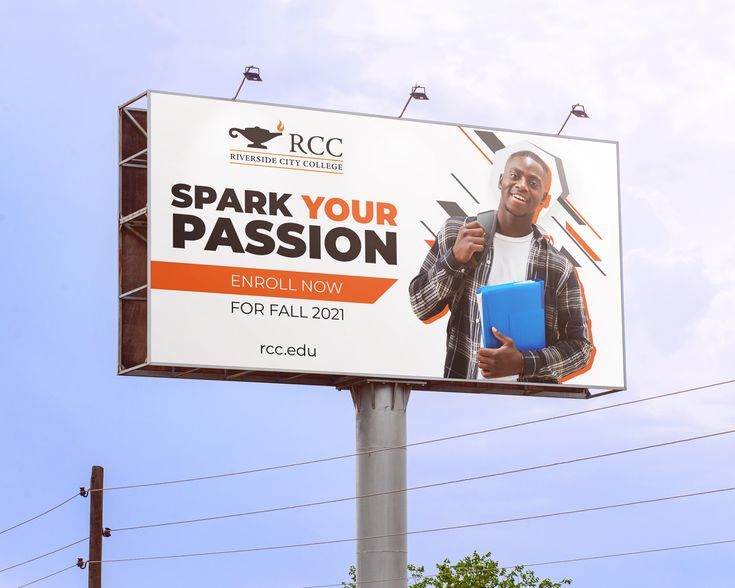 RCC
RIVERSIDE CITY COLLEGE
SPARK YOUR
PASSION
ENROLL NOW
FOR FALL 2021
rcc.edu